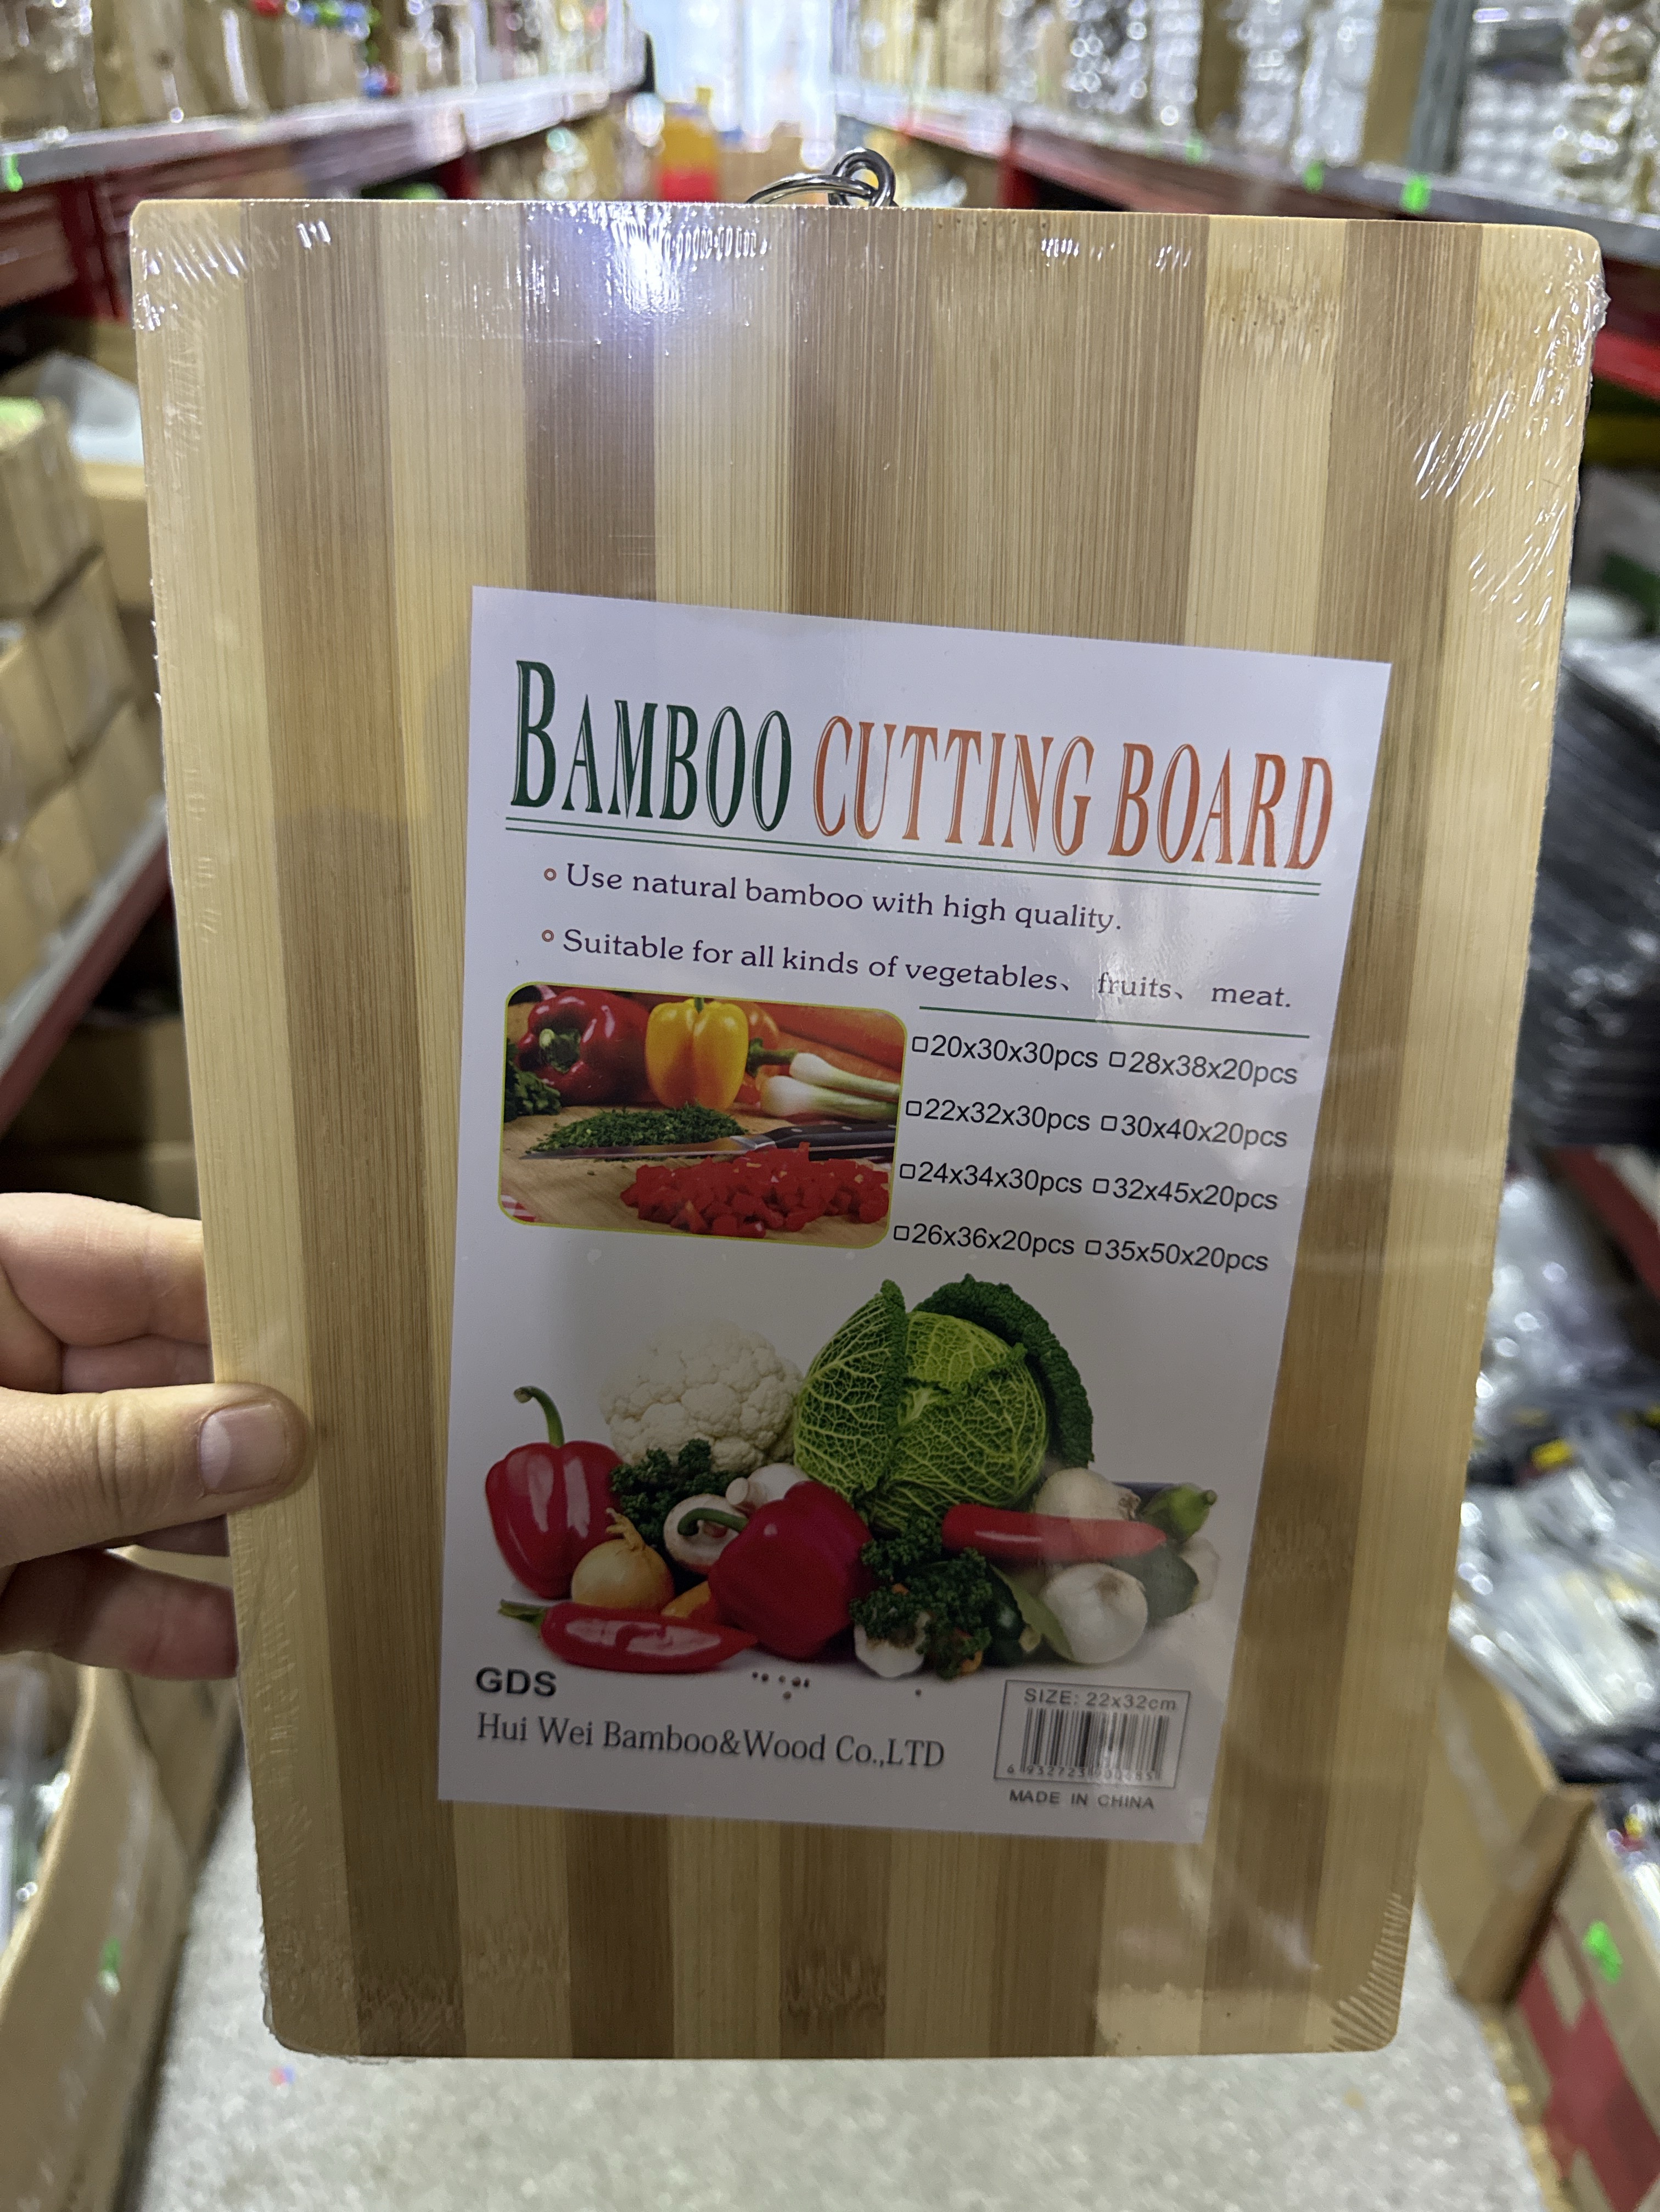 BAMBOO CUTTING BOARD
Use natural bamboo with high quality.
Suitable for all kinds of vegetables、 fruits、 meat.
□20x30x30pcs □28x38x20pcs
□22x32x30pcs □30x40x20pcs
□24x34x30pcs □32x45x20pcs
□26x36x20pcs □35x50x20pcs
GDS
Hui Wei Bamboo&Wood Co.,LTD
SIZE: 22x32cm
MADE IN CHINA